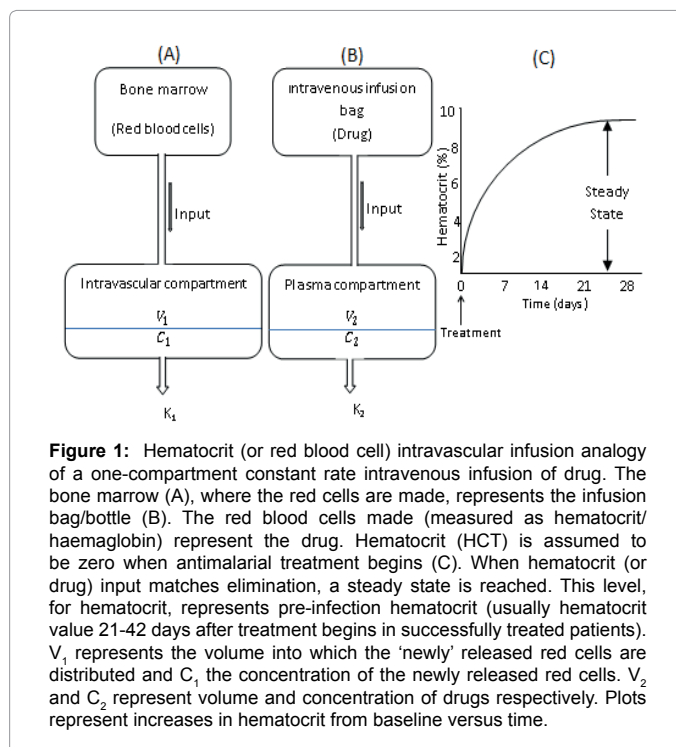 (A)
Bone marrow
(Red blood cells)
Input
Intravascular compartment
V1
C1
K1
(B)
intravenous infusion
bag
(Drug)
Input
Plasma compartment
V2
C2
K2
(C)
Hematocrit (%)
10
8
6
4
2
0
7
14
21
28
Time (days)
Treatment
Steady
State
Figure 1: Hematocrit (or red blood cell) intravascular infusion analogy
of a one-compartment constant rate intravenous infusion of drug. The
bone marrow (A), where the red cells are made, represents the infusion
bag/bottle (B). The red blood cells made (measured as hematocrit/
haemaglobin) represent the drug. Hematocrit (HCT) is assumed to
be zero when antimalarial treatment begins (C). When hematocrit (or
drug) input matches elimination, a steady state is reached. This level,
for hematocrit, represents pre-infection hematocrit (usually hematocrit
value 21-42 days after treatment begins in successfully treated patients).
V1 represents the volume into which the ‘newly’ released red cells are
distributed and C1 the concentration of the newly released red cells. V2
and C2 represent volume and concentration of drugs respectively. Plots
represent increases in hematocrit from baseline versus time.